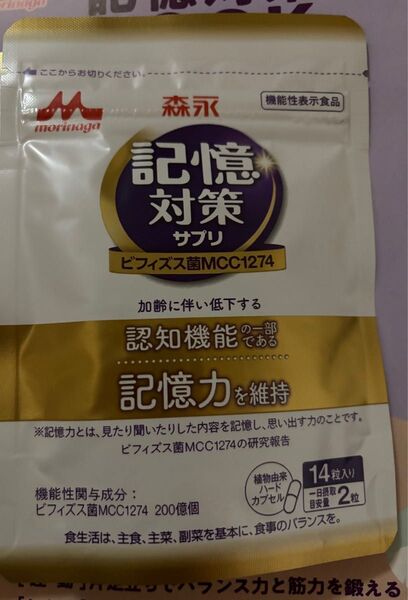 ここからお切りください。
morinaga
森永
機能性表示食品
記憶
対策
サプリ
ビフィズス菌MCC1274
加齢に伴い低下する
認知機能の一部である
記憶力を維持
※記憶力とは、見たり聞いたりした内容を記憶し、思い出す力のことです。
ビフィズス菌MCC1274の研究報告
機能性関与成分：
ビフィズス菌MCC1274 200億個
植物由来
ハード
カプセル
14粒入り
一日摂取目安量 2粒
食生活は、主食、主菜、副菜を基本に、食事のバランスを。
バランス力と筋力を鍛える